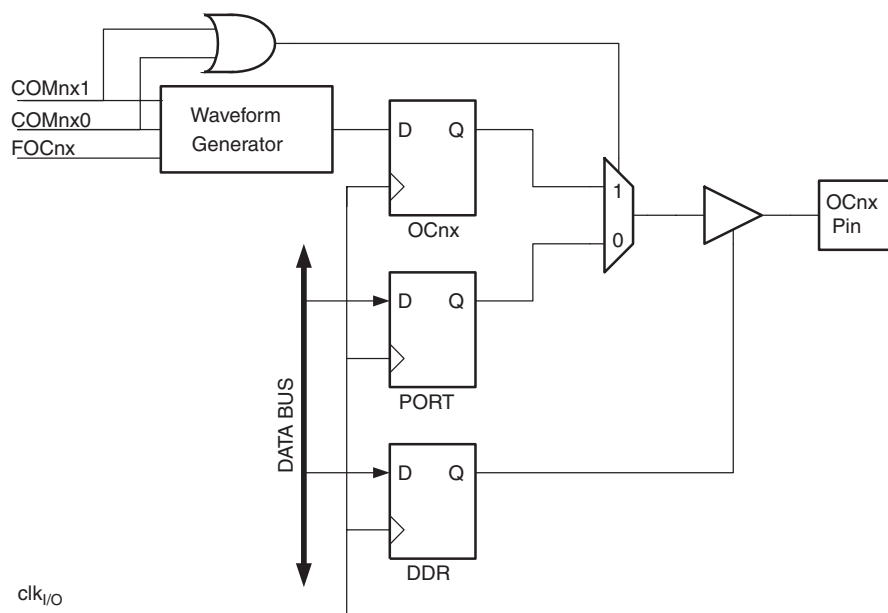 COMnx1
COMnx0
FOCnx
Waveform
Generator
D Q
OCnx
1
0
OCnx
Pin
D Q
PORT
D Q
DDR
DATA BUS
clkI/O